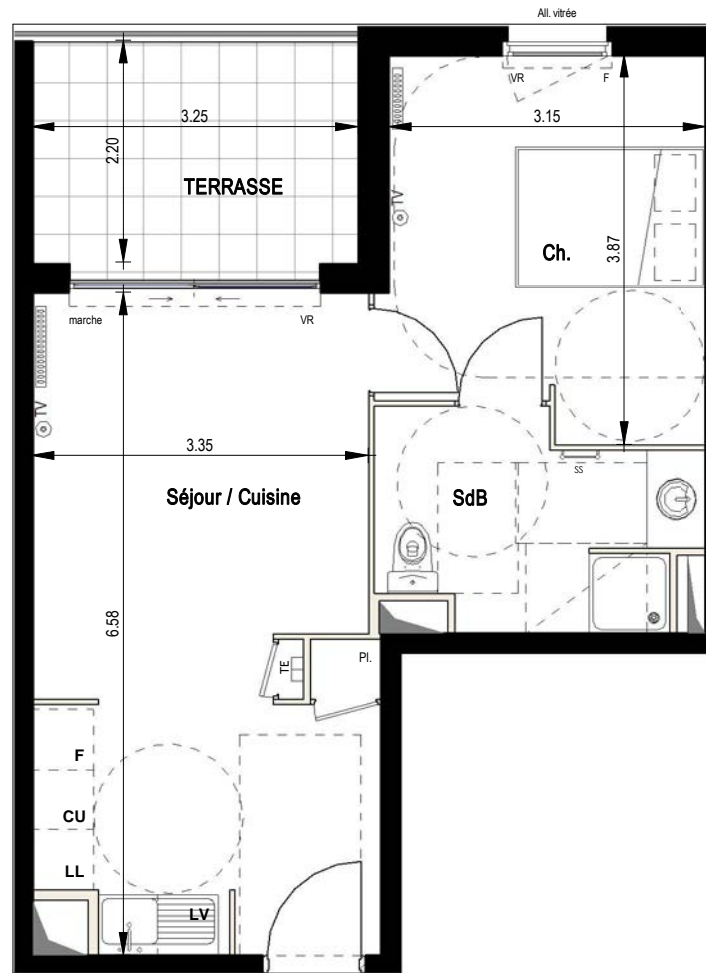 All. vitrée
VR
F
3.25
3.15
2.20
TERRASSE
TV
Ch.
3.87
marche
VR
TV
3.35
Séjour / Cuisine
SdB
SS
6.58
TE
Pl.
F
CU
LL
LV